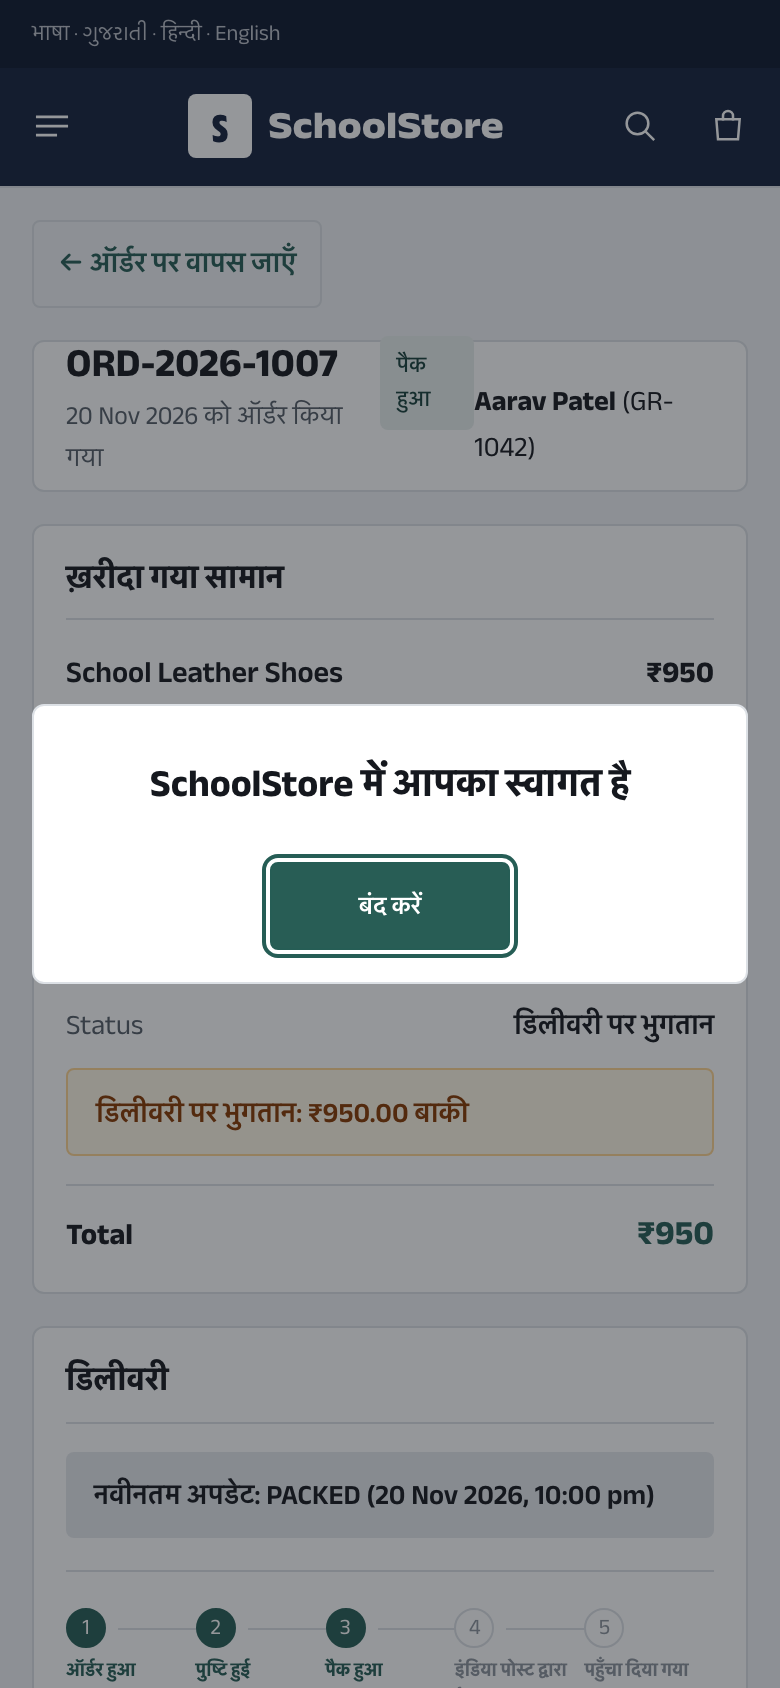 भाषा · ગુજરાતી · हिन्दी · English
S SchoolStore
← ऑर्डर पर वापस जाएँ
ORD-2026-1007
20 Nov 2026 को ऑर्डर किया
गया
पैक
हुआ
Aarav Patel (GR-
1042)
ख़रीदा गया सामान
School Leather Shoes ₹950
SchoolStore में आपका स्वागत है
बंद करें
Status डिलीवरी पर भुगतान
डिलीवरी पर भुगतान: ₹950.00 बाकी
Total ₹950
डिलीवरी
नवीनतम अपडेट: PACKED (20 Nov 2026, 10:00 pm)
1 2 3 4 5
ऑर्डर हुआ पुष्टि हुई पैक हुआ इंडिया पोस्ट द्वारा पहुँचा दिया गया